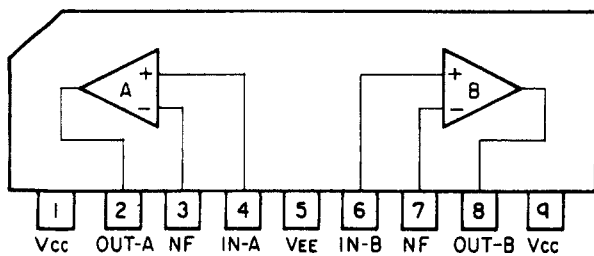 + A −
+ B −
1 2 3 4 5 6 7 8 9
Vcc OUT-A NF IN-A VEE IN-B NF OUT-B Vcc